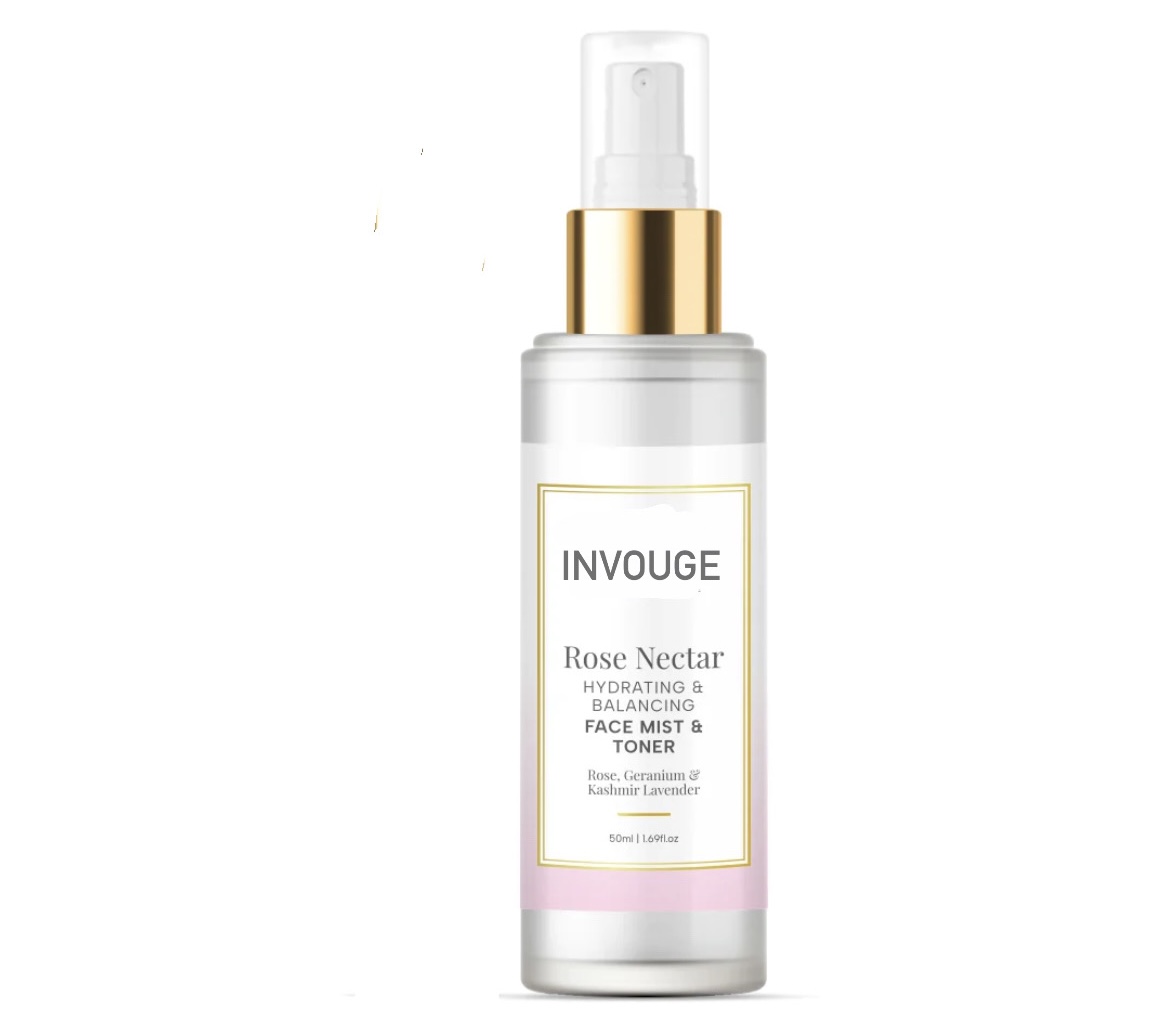 INVOUGE
Rose Nectar
HYDRATING &
BALANCING
FACE MIST &
TONER
Rose, Geranium &
Kashmir Lavender
50ml | 1.69fl.oz